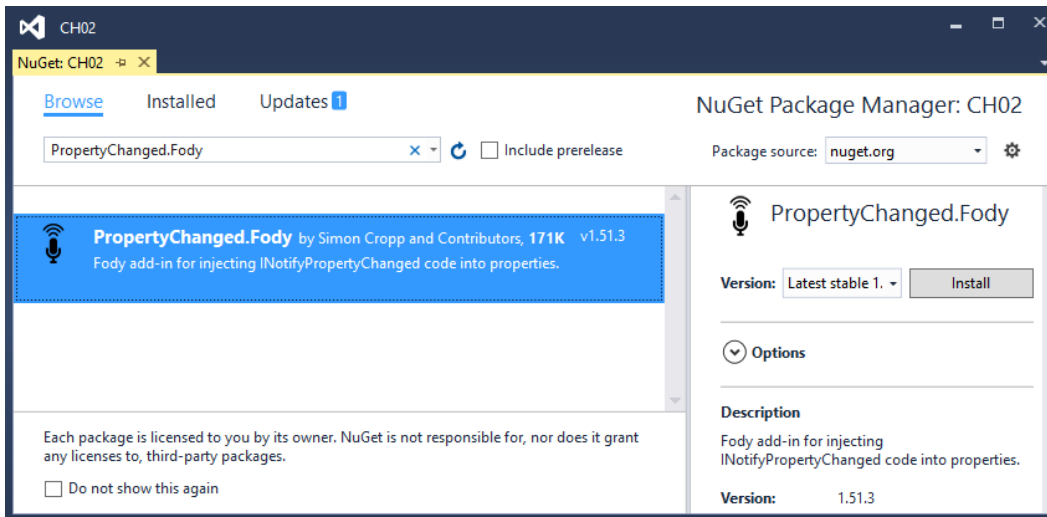 CH02
NuGet: CH02
Browse Installed Updates 1
NuGet Package Manager: CH02
PropertyChanged.Fody
Include prerelease
Package source: nuget.org
PropertyChanged.Fody by Simon Cropp and Contributors, 171K v1.51.3
Fody add-in for injecting INotifyPropertyChanged code into properties.
Each package is licensed to you by its owner. NuGet is not responsible for, nor does it grant
any licenses to, third-party packages.
Do not show this again
PropertyChanged.Fody
Version: Latest stable 1. Install
Options
Description
Fody add-in for injecting
INotifyPropertyChanged code into properties.
Version: 1.51.3